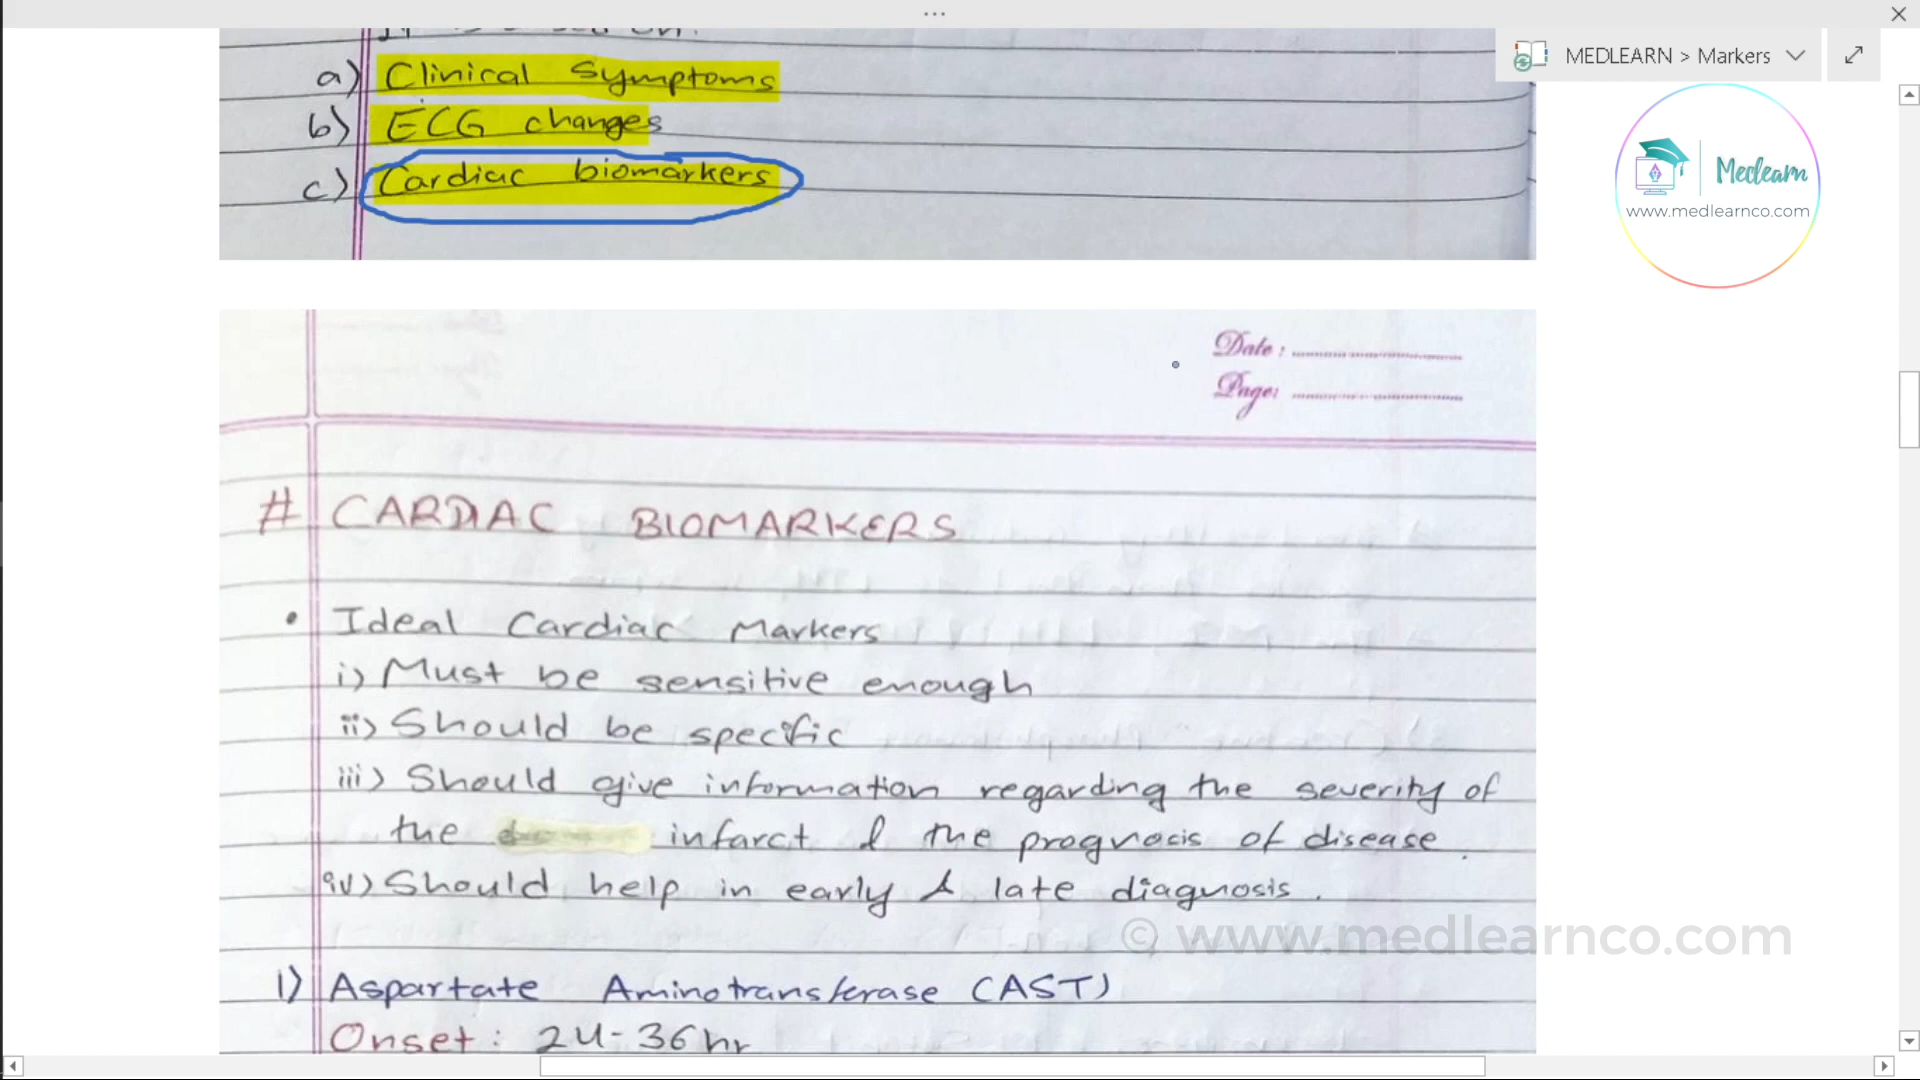 MEDLEARN > Markers
a) Clinical Symptoms
b) ECG changes
c) Cardiac biomarkers
Medlearn
www.medlearnco.com
Date :
Page:
# CARDIAC BIOMARKERS
• Ideal Cardiac Markers
i) Must be sensitive enough
ii) Should be specific
iii) Should give information regarding the severity of
the infarct & the prognosis of disease.
iv) Should help in early & late diagnosis.
© www.medlearnco.com
1) Aspartate Aminotransferase (AST)
Onset: 24-36hr